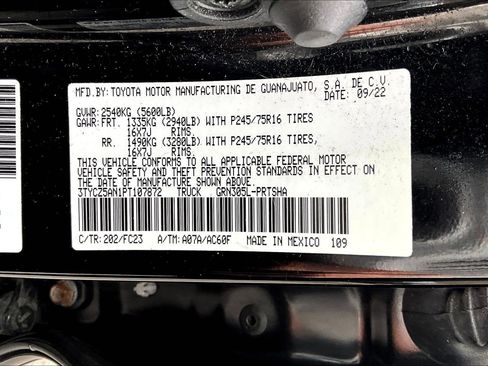 MFD.BY:TOYOTA MOTOR MANUFACTURING DE GUANAJUATO, S.A. DE C.V.
DATE: 09/22
GVWR: 2540KG (5600LB)
GAWR:FRT. 1335KG (2940LB) WITH P245/75R16 TIRES
16X7J RIMS.
RR. 1490KG (3280LB) WITH P245/75R16 TIRES,
16X7J RIMS.
THIS VEHICLE CONFORMS TO ALL APPLICABLE FEDERAL MOTOR
VEHICLE SAFETY AND THEFT PREVENTION STANDARDS IN EFFECT ON
THE DATE OF MANUFACTURE SHOWN ABOVE.
3TYCZ5AN1PT107872 TRUCK GRN305L-PRTSHA
C/TR: 202/FC23 A/TM: A07A/AC60F MADE IN MEXICO 109